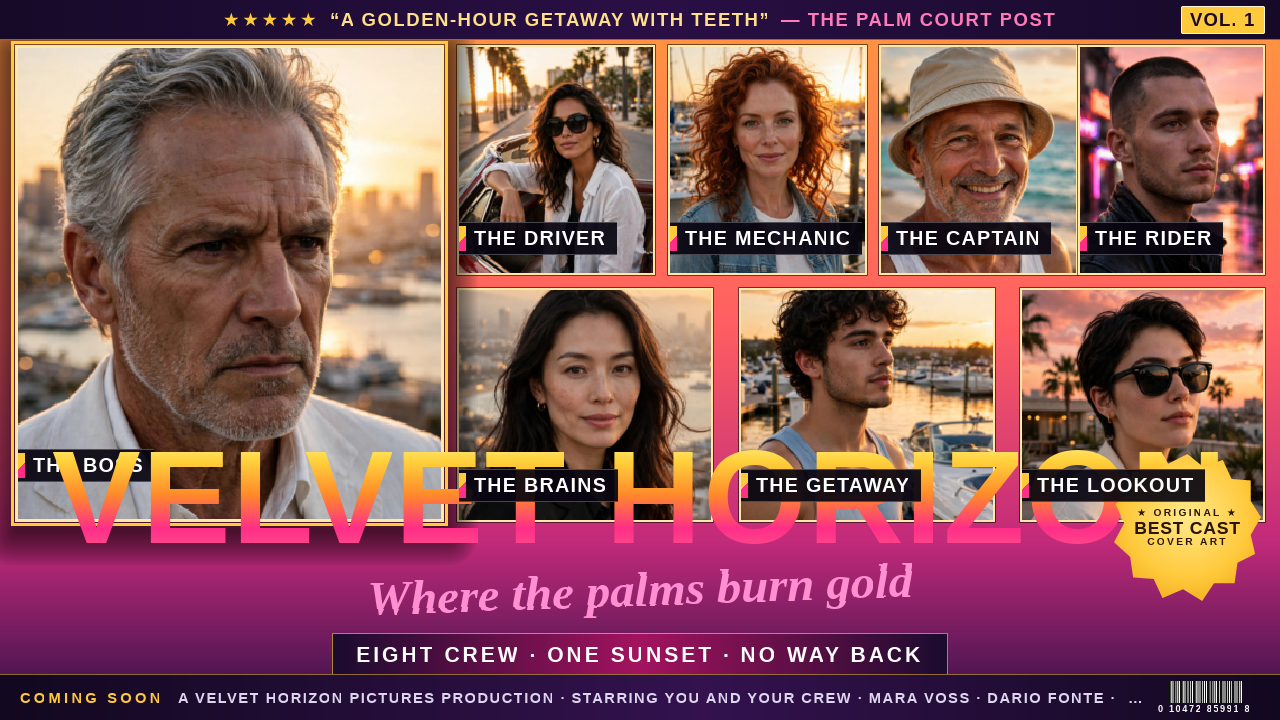 ★★★★★ “A GOLDEN-HOUR GETAWAY WITH TEETH” — THE PALM COURT POST
VOL. 1
THE DRIVER
THE MECHANIC
THE CAPTAIN
THE RIDER
THE BOSS
THE BRAINS
THE GETAWAY
THE LOOKOUT
VELVET HORIZON
★ ORIGINAL ★
BEST CAST
COVER ART
Where the palms burn gold
EIGHT CREW · ONE SUNSET · NO WAY BACK
COMING SOON A VELVET HORIZON PICTURES PRODUCTION · STARRING YOU AND YOUR CREW · MARA VOSS · DARIO FONTE · ...
0 10472 85991 8